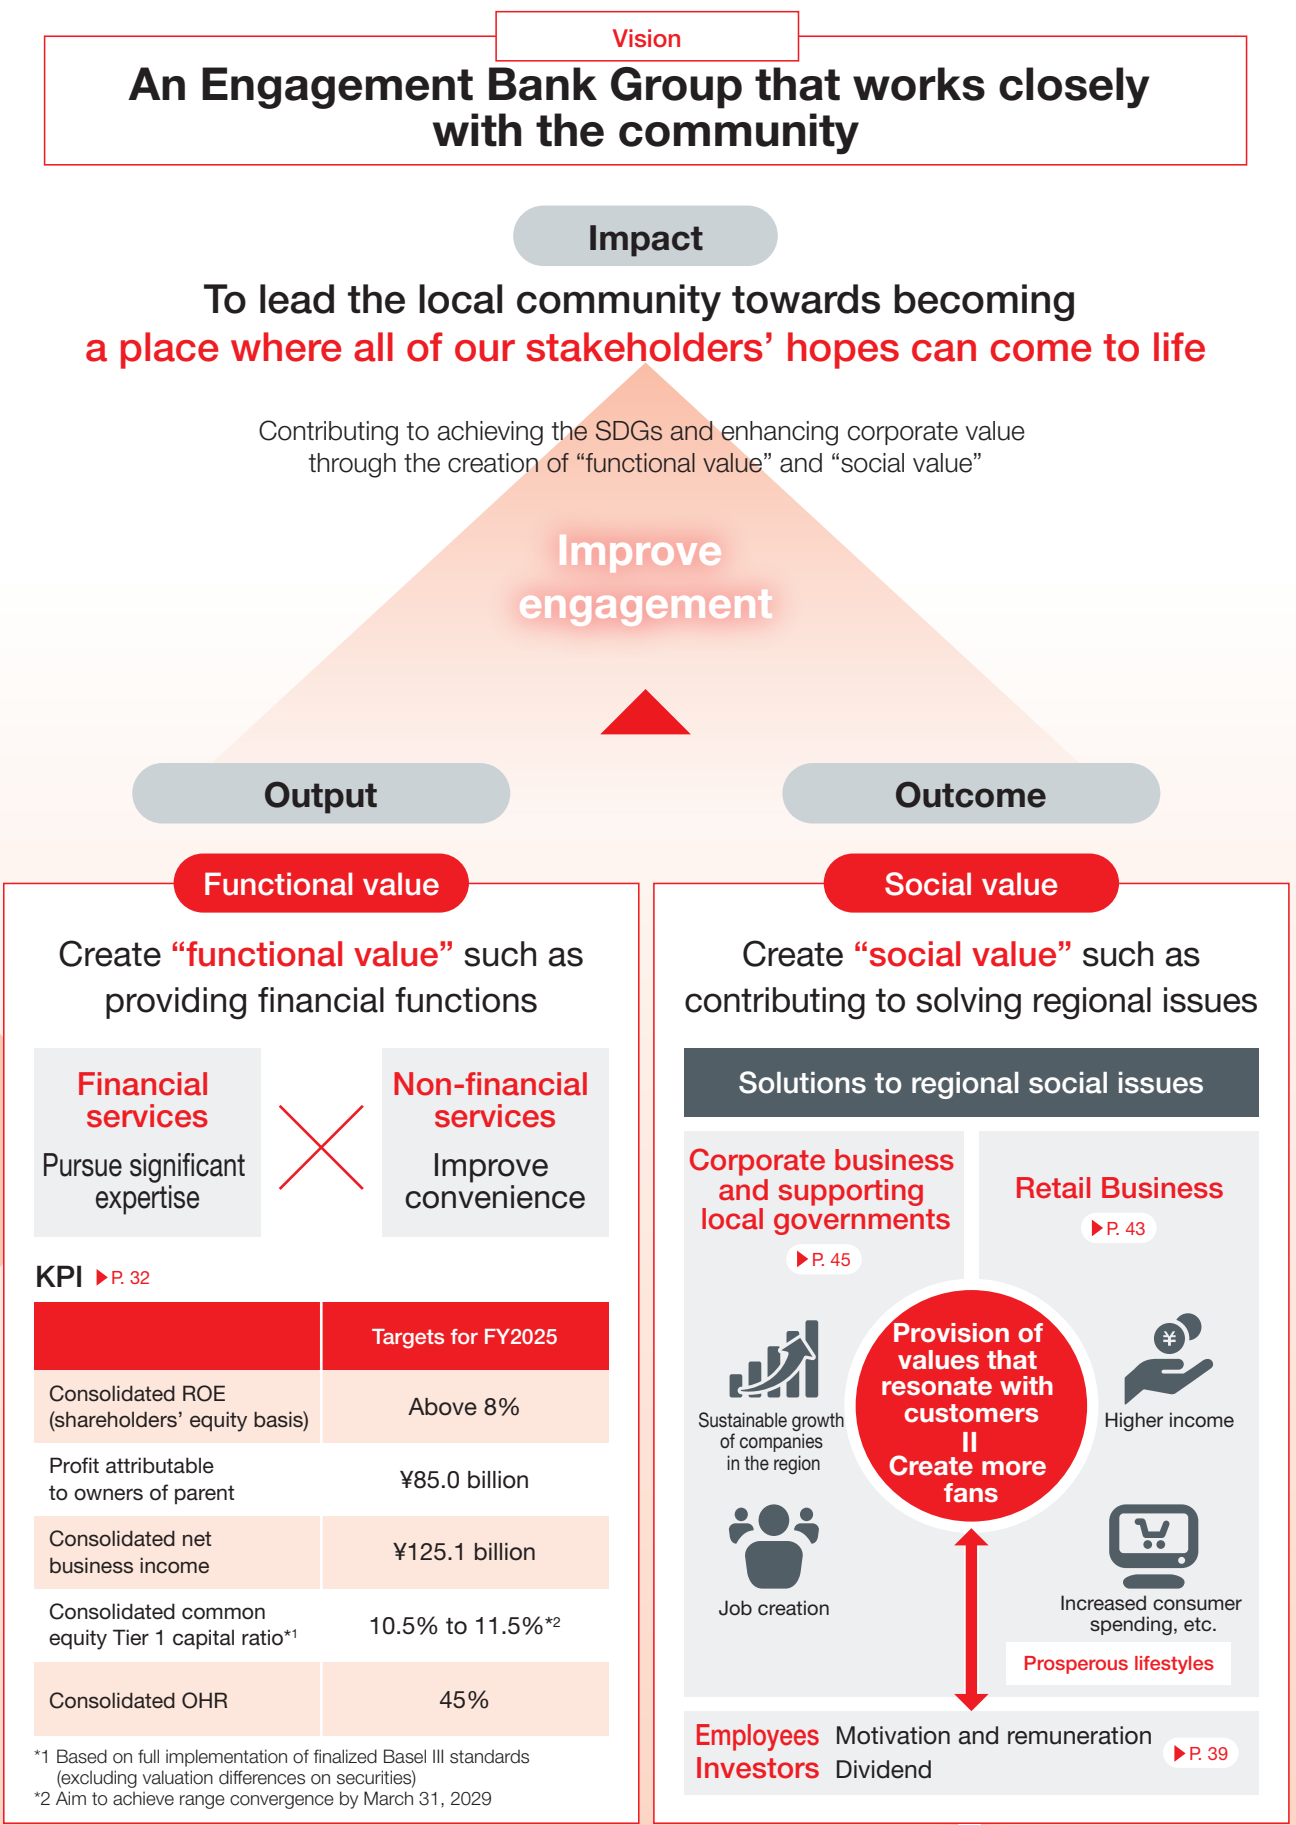 Vision
An Engagement Bank Group that works closely
with the community
Impact
To lead the local community towards becoming
a place where all of our stakeholders’ hopes can come to life
Contributing to achieving the SDGs and enhancing corporate value
through the creation of “functional value” and “social value”
Improve
engagement
Output
Functional value
Create “functional value” such as
providing financial functions
Financial
services
Pursue significant
expertise
Non-financial
services
Improve
convenience
KPI P. 32
Targets for FY2025
Consolidated ROE
(shareholders’ equity basis)
Above 8%
Profit attributable
to owners of parent
¥85.0 billion
Consolidated net
business income
¥125.1 billion
Consolidated common
equity Tier 1 capital ratio*1
10.5% to 11.5%*2
Consolidated OHR
45%
*1 Based on full implementation of finalized Basel III standards
(excluding valuation differences on securities)
*2 Aim to achieve range convergence by March 31, 2029
Outcome
Social value
Create “social value” such as
contributing to solving regional issues
Solutions to regional social issues
Corporate business
and supporting
local governments
P. 45
Retail Business
P. 43
Provision of
values that
resonate with
customers
=
Create more
fans
Sustainable growth
of companies
in the region
Higher income
¥
Job creation
Increased consumer
spending, etc.
Prosperous lifestyles
Employees Motivation and remuneration
Investors Dividend
P. 39